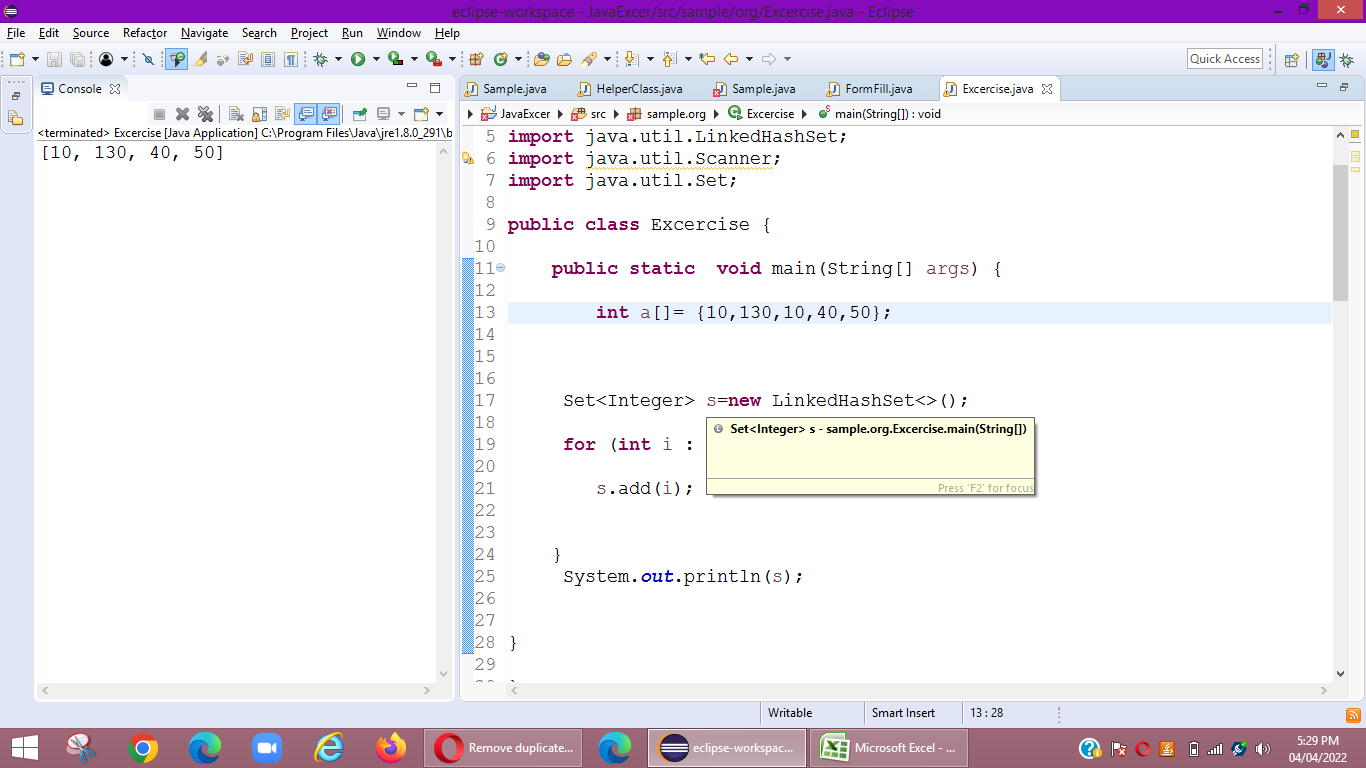 eclipse-workspace - JavaExcer/src/sample/org/Excercise.java - Eclipse
File Edit Source Refactor Navigate Search Project Run Window Help
Quick Access
Console
<terminated> Excercise [Java Application] C:\Program Files\Java\jre1.8.0_291\b
[10, 130, 40, 50]
Sample.java HelperClass.java Sample.java FormFill.java Excercise.java
JavaExcer src sample.org Excercise main(String[]) : void
5 import java.util.LinkedHashSet;
6 import java.util.Scanner;
7 import java.util.Set;
8
9 public class Excercise {
10
11 public static  void main(String[] args) {
12
13 int a[]= {10,130,10,40,50};
14
15
16
17 Set<Integer> s=new LinkedHashSet<>();
18
19 for (int i :
20
21 s.add(i);
22
23
24 }
25 System.out.println(s);
26
27
28 }
29
Set<Integer> s - sample.org.Excercise.main(String[])
Press 'F2' for focus
Writable Smart Insert 13 : 28
Remove duplicate... eclipse-workspac... Microsoft Excel - ...
5:29 PM
04/04/2022